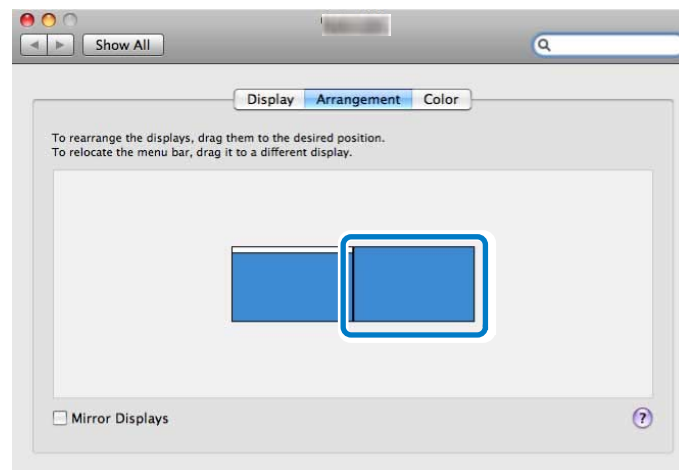 Show All
Display Arrangement Color
To rearrange the displays, drag them to the desired position.
To relocate the menu bar, drag it to a different display.
Mirror Displays
?